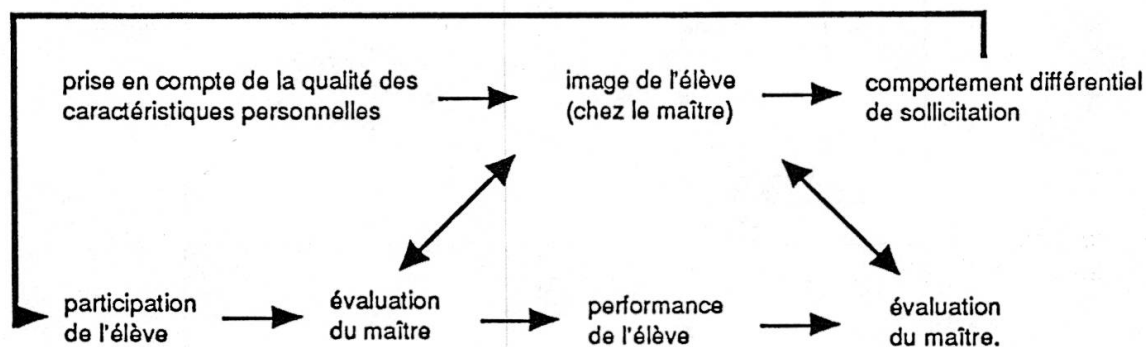 prise en compte de la qualité des
caractéristiques personnelles
image de l'élève
(chez le maître)
comportement différentiel
de sollicitation
participation
de l'élève
évaluation
du maître
performance
de l'élève
évaluation
du maître.